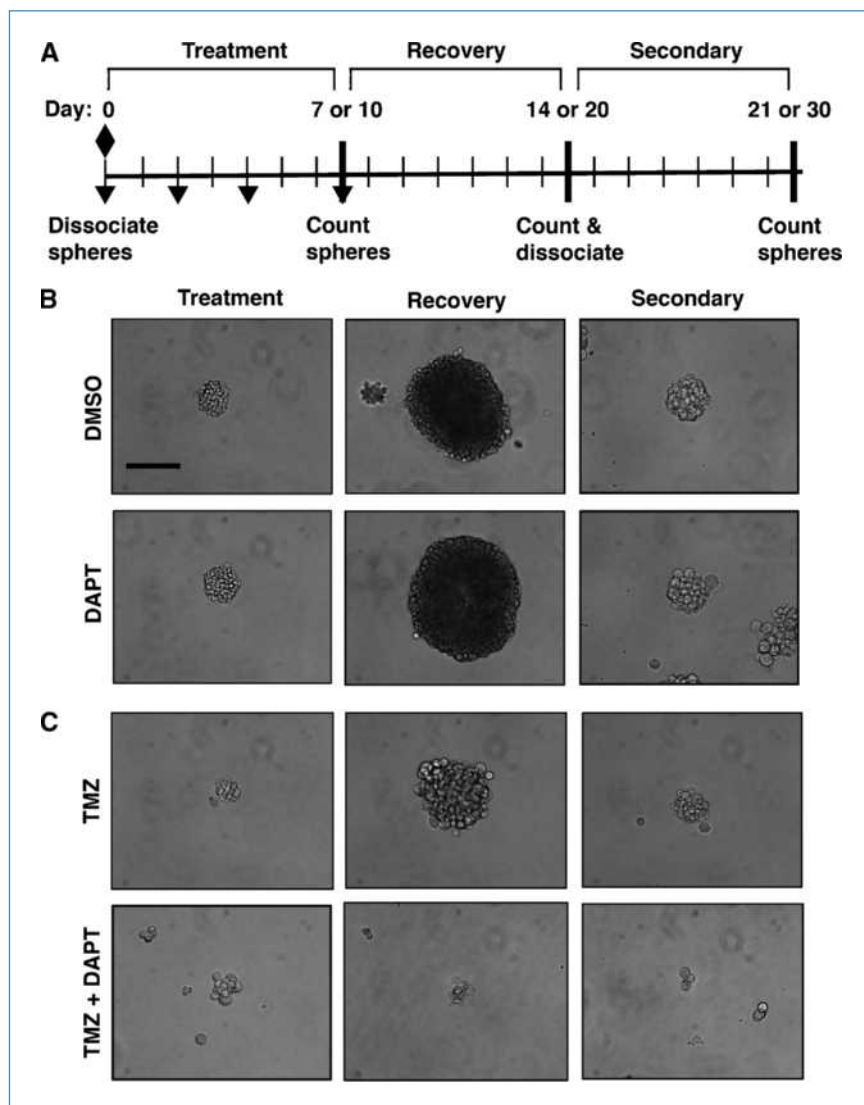 A
Treatment Recovery Secondary
Day: 0 7 or 10 14 or 20 21 or 30
Dissociate spheres
Count spheres
Count & dissociate
Count spheres
B
Treatment Recovery Secondary
DMSO
DAPT
C
TMZ
TMZ + DAPT